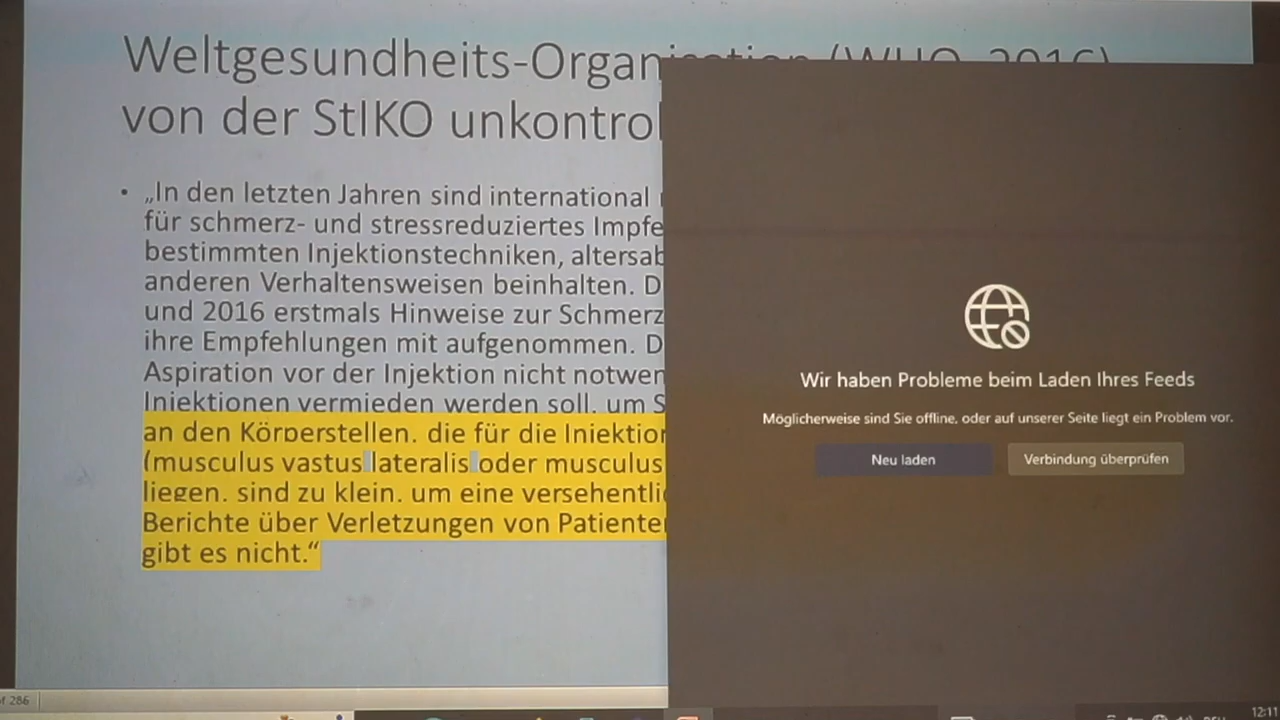 Weltgesundheits-Organisation (WHO, 2016)
von der StIKO unkontrol
• „In den letzten Jahren sind international
für schmerz- und stressreduziertes Impfe
bestimmten Injektionstechniken, altersab
anderen Verhaltensweisen beinhalten. D
und 2016 erstmals Hinweise zur Schmerz
ihre Empfehlungen mit aufgenommen. D
Aspiration vor der Injektion nicht notwen
Injektionen vermieden werden soll, um S
an den Körperstellen, die für die Injektion
(musculus vastus lateralis oder musculus
liegen, sind zu klein, um eine versehentlic
Berichte über Verletzungen von Patienten
gibt es nicht.“
Wir haben Probleme beim Laden Ihres Feeds
Möglicherweise sind Sie offline, oder auf unserer Seite liegt ein Problem vor.
Neu laden
Verbindung überprüfen
of 286
12:11